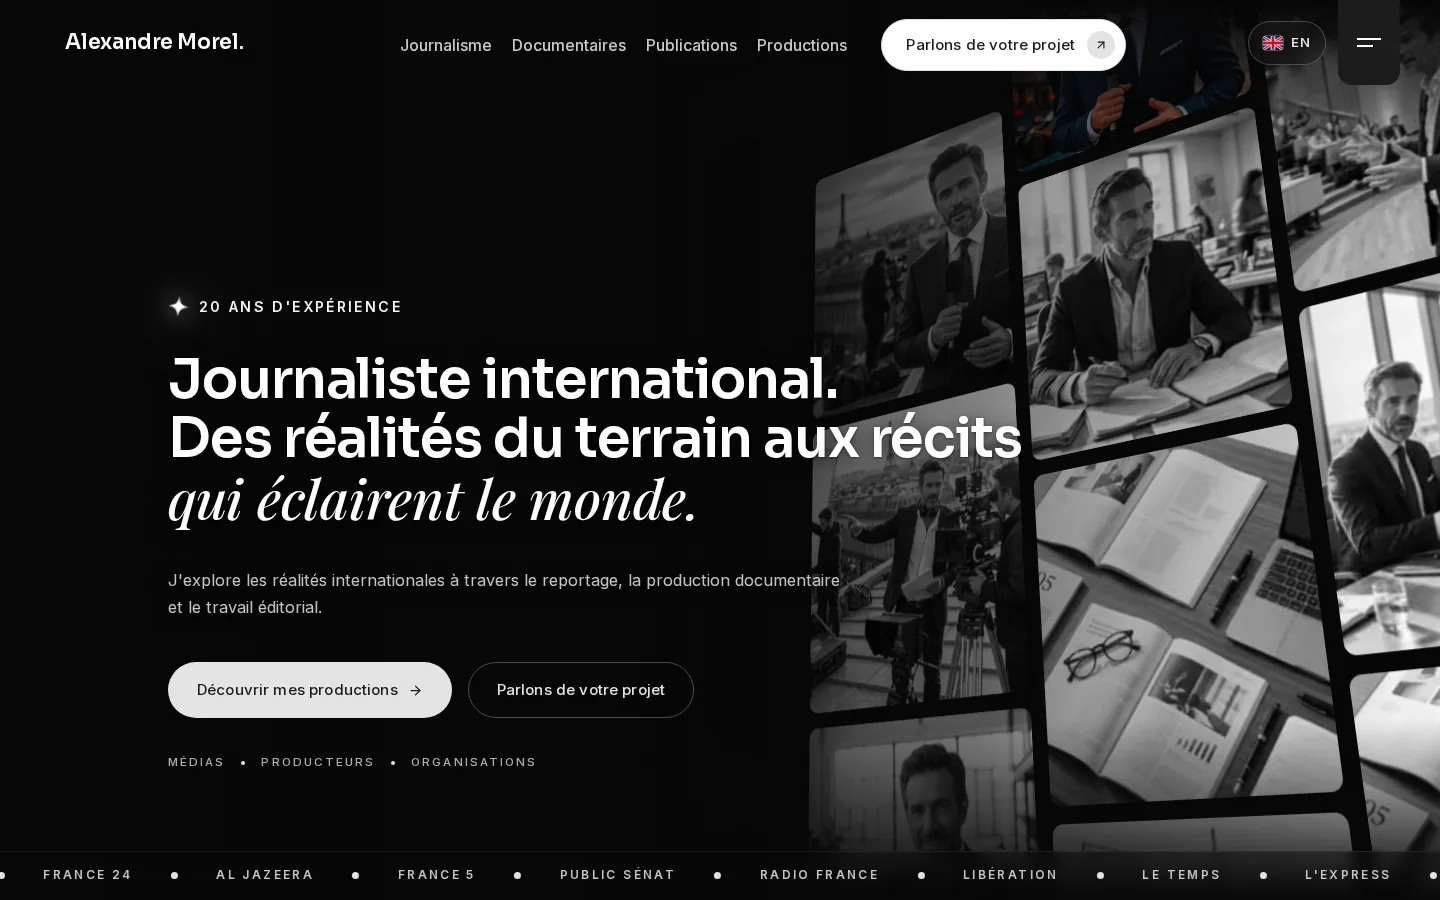 Alexandre Morel.
Journalisme
Documentaires
Publications
Productions
Parlons de votre projet
EN
20 ANS D'EXPÉRIENCE
Journaliste international.
Des réalités du terrain aux récits
qui éclairent le monde.
J'explore les réalités internationales à travers le reportage, la production documentaire
et le travail éditorial.
Découvrir mes productions
Parlons de votre projet
MÉDIAS • PRODUCTEURS • ORGANISATIONS
05
05
FRANCE 24 • AL JAZEERA • FRANCE 5 • PUBLIC SÉNAT • RADIO FRANCE • LIBÉRATION • LE TEMPS • L'EXPRESS